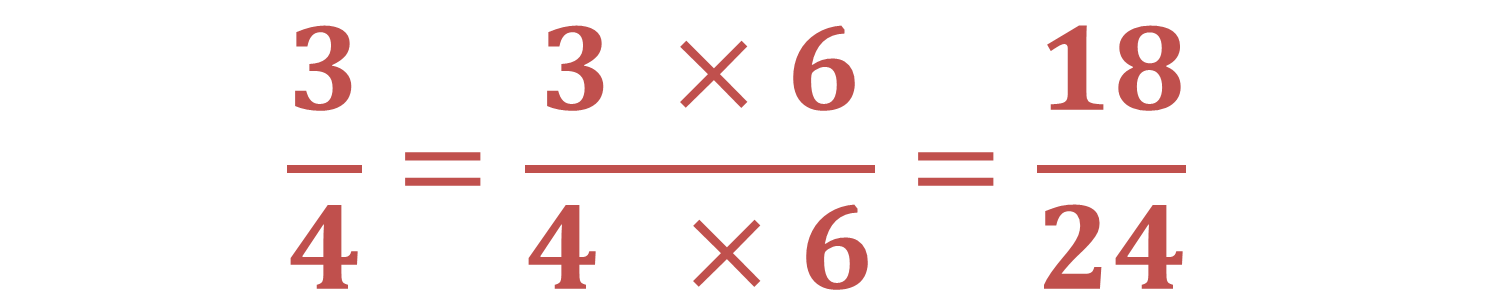 3/4 = (3 × 6)/(4 × 6) = 18/24